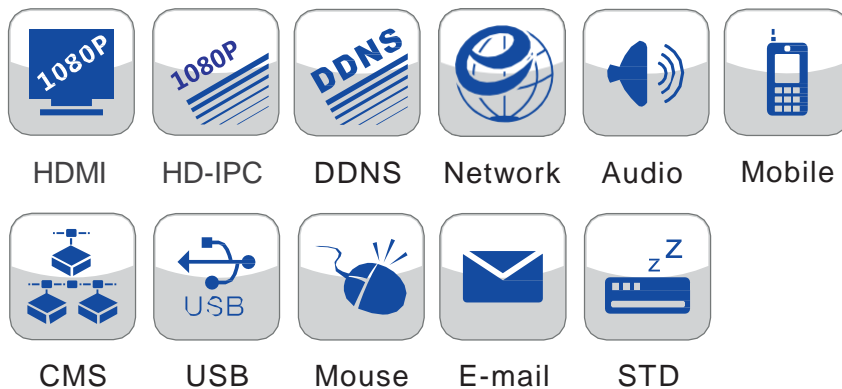 1080P 1080P DDNS
HDMI HD-IPC DDNS Network Audio Mobile
USB z Z
CMS USB Mouse E-mail STD